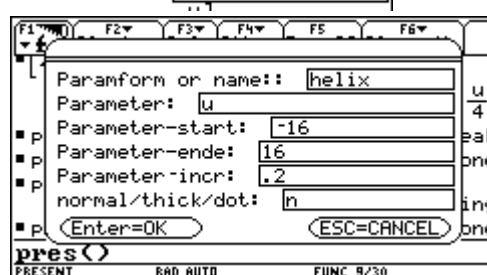 F1 F2 F3 F4 F5 F6
Paramform or name:: helix
Parameter: u
Parameter-start: -16
Parameter-ende: 16
Parameter-incr: .2
normal/thick/dot: n
Enter=OK ESC=CANCEL
u
4
pres()
PRESENT RAD AUTO FUNC 9/30